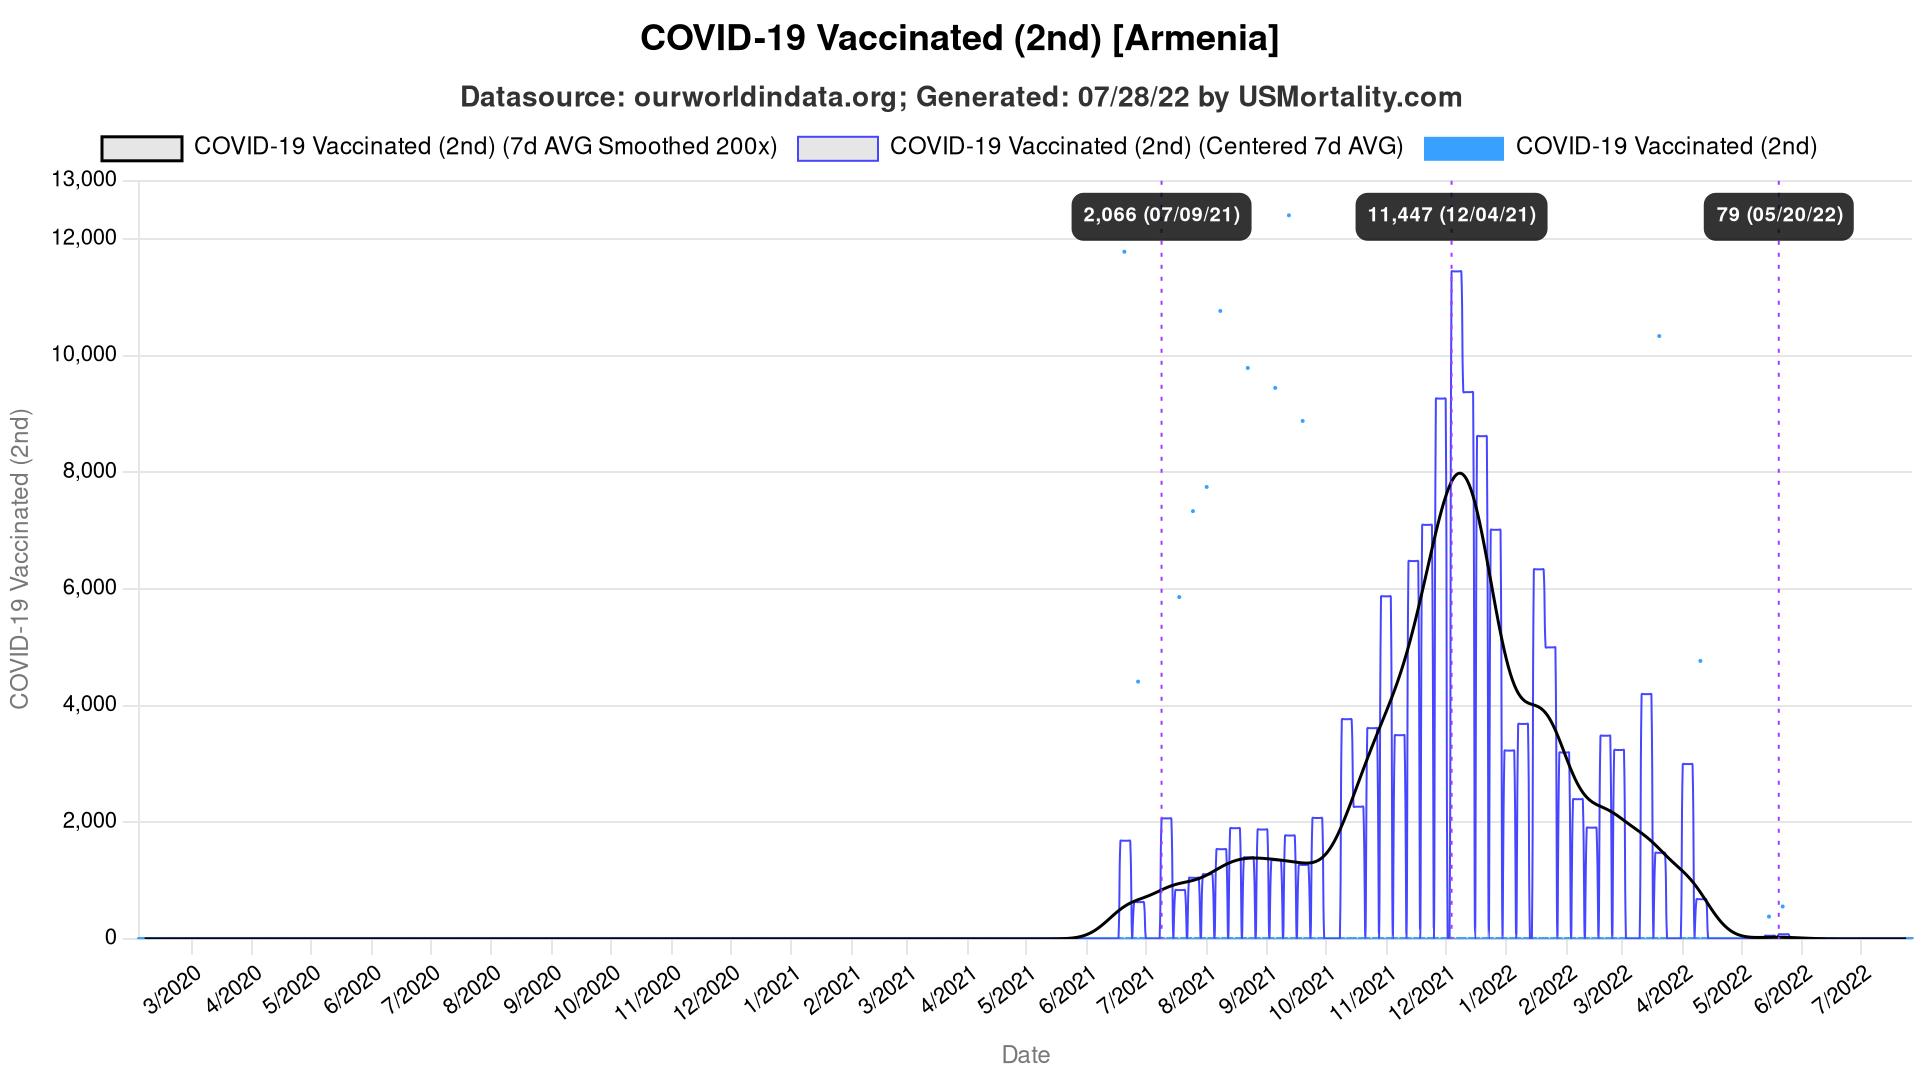 COVID-19 Vaccinated (2nd) [Armenia]
Datasource: ourworldindata.org; Generated: 07/28/22 by USMortality.com
COVID-19 Vaccinated (2nd) (7d AVG Smoothed 200x) COVID-19 Vaccinated (2nd) (Centered 7d AVG) COVID-19 Vaccinated (2nd)
13,000
2,066 (07/09/21) 11,447 (12/04/21) 79 (05/20/22)
12,000
10,000
8,000
6,000
4,000
2,000
0
COVID-19 Vaccinated (2nd)
3/2020 4/2020 5/2020 6/2020 7/2020 8/2020 9/2020 10/2020 11/2020 12/2020 1/2021 2/2021 3/2021 4/2021 5/2021 6/2021 7/2021 8/2021 9/2021 10/2021 11/2021 12/2021 1/2022 2/2022 3/2022 4/2022 5/2022 6/2022 7/2022
Date